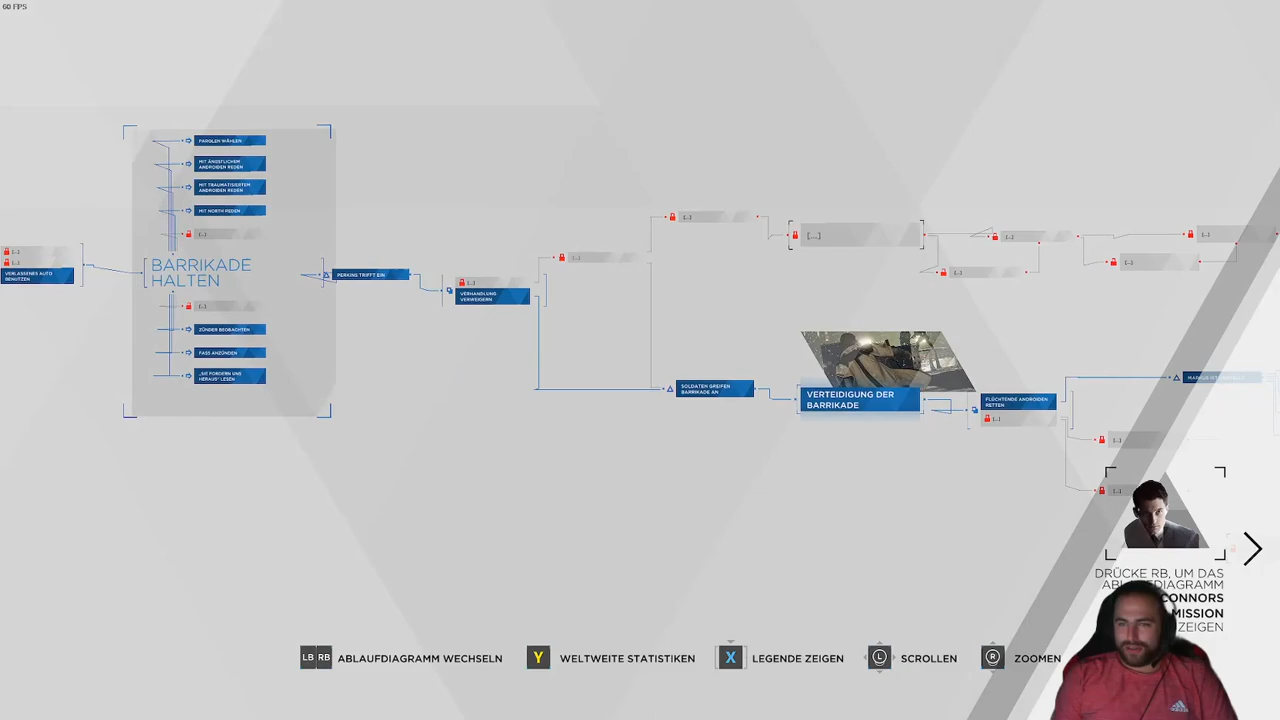 60 FPS
PAROLEN WÄHLEN
MIT ÄNGSTLICHEM
ANDROIDEN REDEN
MIT TRAUMATISIERTEM
ANDROIDEN REDEN
MIT NORTH REDEN
[...]
BARRIKADE
HALTEN
[...]
ZÜNDER BEOBACHTEN
FASS ANZÜNDEN
„SIE FORDERN UNS
HERAUS" LESEN
[...]
[...]
VERLASSENES AUTO
BENUTZEN
PERKINS TRIFFT EIN
[...]
VERHANDLUNG
VERWEIGERN
[...]
[...]
[...]
[...]
[...]
[...]
[...]
SOLDATEN GREIFEN
BARRIKADE AN
VERTEIDIGUNG DER
BARRIKADE
FLÜCHTENDE ANDROIDEN
RETTEN
[...]
MARCUS IST
[...]
[...]
DRÜCKE RB, UM DAS
CONNORS
MISSION
ZEIGEN
LB RB ABLAUFDIAGRAMM WECHSELN
Y WELTWEITE STATISTIKEN
X LEGENDE ZEIGEN
L SCROLLEN
R ZOOMEN